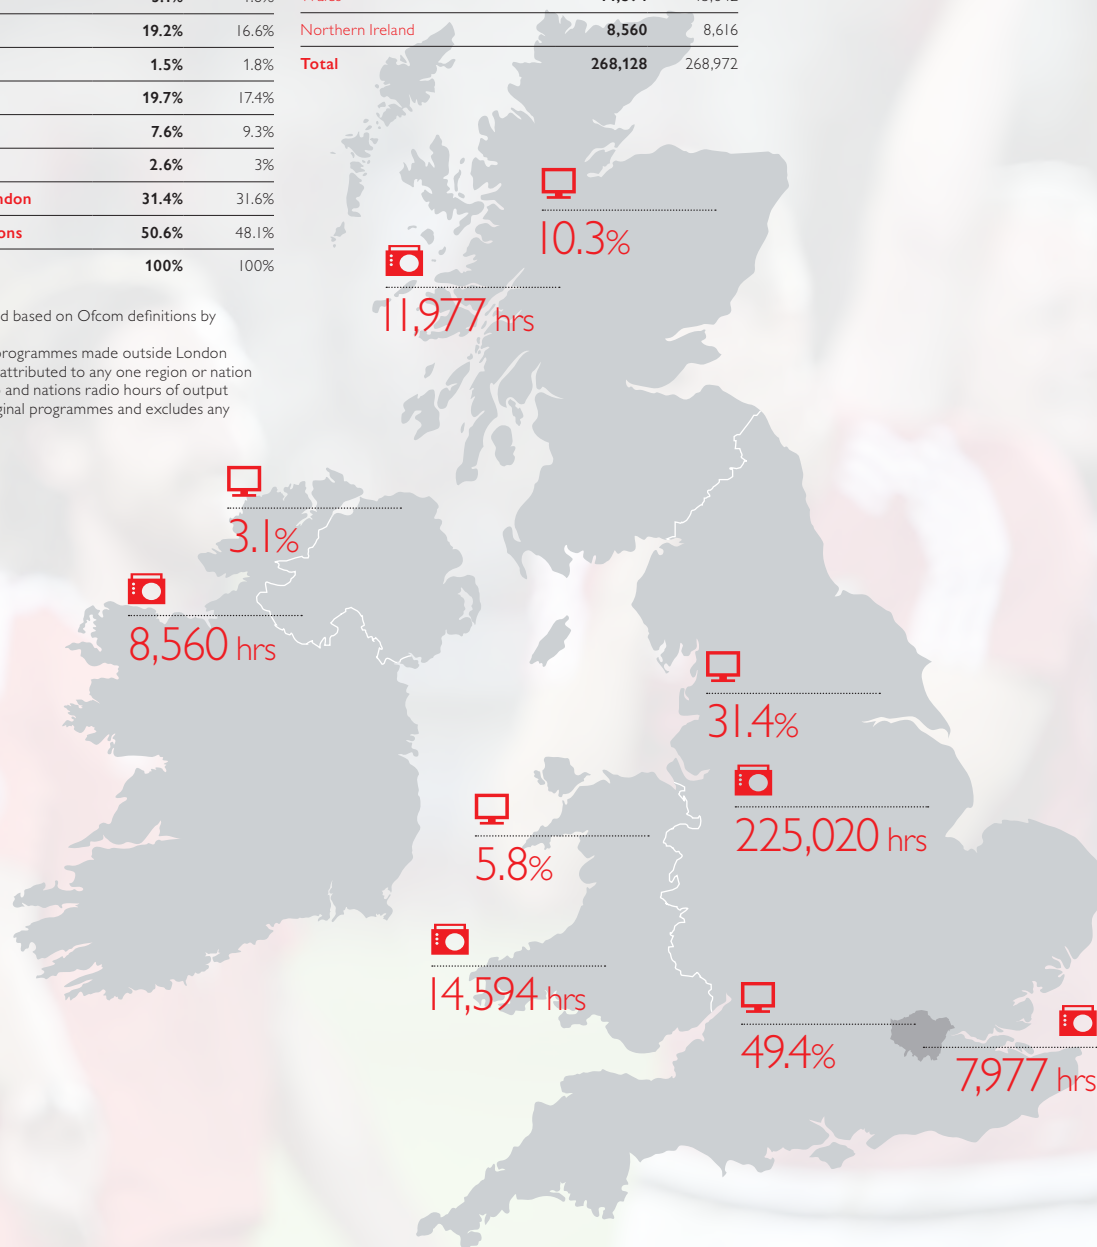 19.2% 16.6%
1.5% 1.8%
19.7% 17.4%
7.6% 9.3%
2.6% 3%
31.4% 31.6%
50.6% 48.1%
100% 100%
Northern Ireland 8,560 8,616
Total 268,128 268,972
d based on Ofcom definitions by
programmes made outside London
attributed to any one region or nation
and nations radio hours of output
ginal programmes and excludes any
10.3%
11,977 hrs
3.1%
8,560 hrs
31.4%
225,020 hrs
5.8%
14,594 hrs
49.4%
7,977 hrs